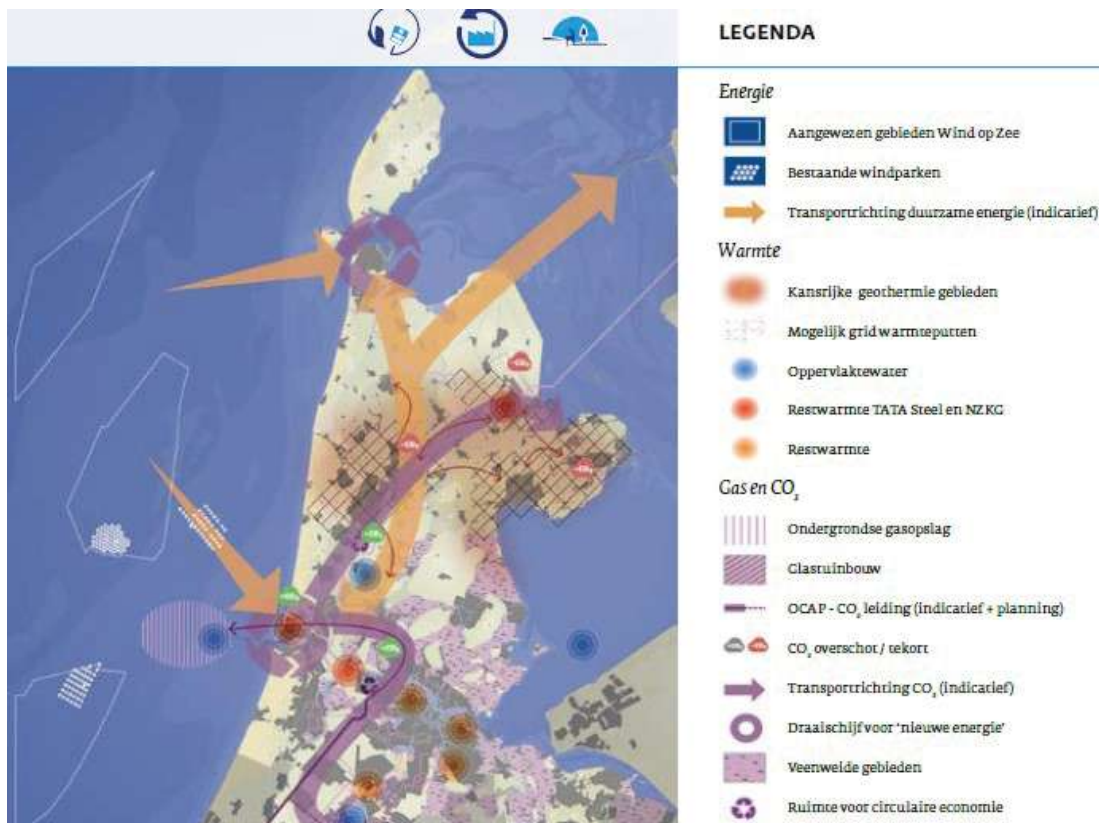 LEGENDA
Energie
Aangewezen gebieden Wind op Zee
Bestaande windparken
Transportrichting duurzame energie (indicatief)
Warmte
Kansrijke geothermie gebieden
Mogelijk grid warmteputten
Oppervlaktewater
Restwarmte TATA Steel en NZKG
Restwarmte
Gas en CO₂
Ondergrondse gasopslag
Glastuinbouw
OCAP - CO₂ leiding (indicatief + planning)
CO₂ overschot / tekort
Transportrichting CO₂ (indicatief)
Draaischijf voor 'nieuwe energie'
Veenweide gebieden
Ruimte voor circulaire economie